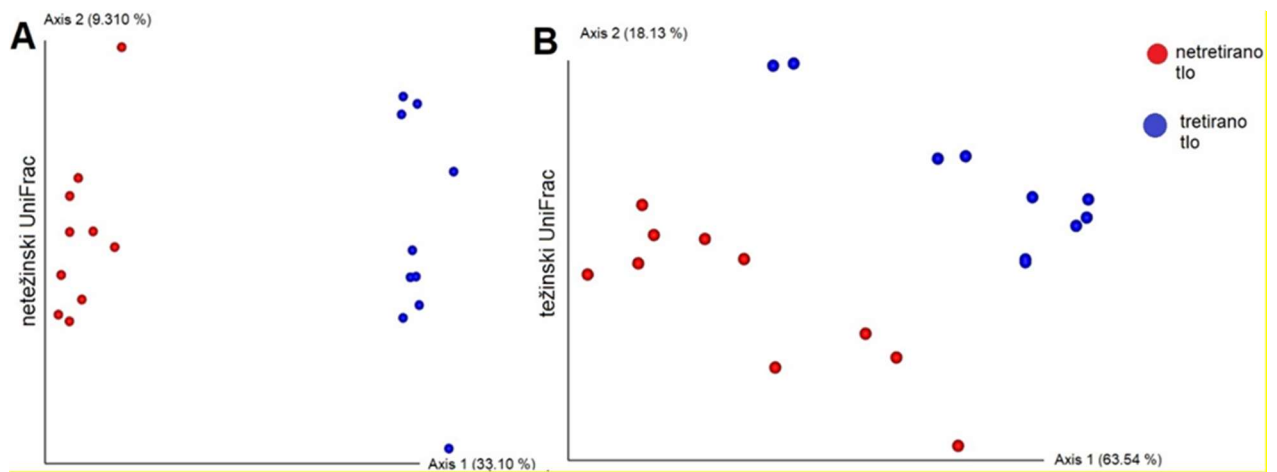 A
Axis 2 (9.310 %)
netežinski UniFrac
Axis 1 (33.10 %)
B
Axis 2 (18.13 %)
težinski UniFrac
Axis 1 (63.54 %)
netretirano
tlo
tretirano
tlo